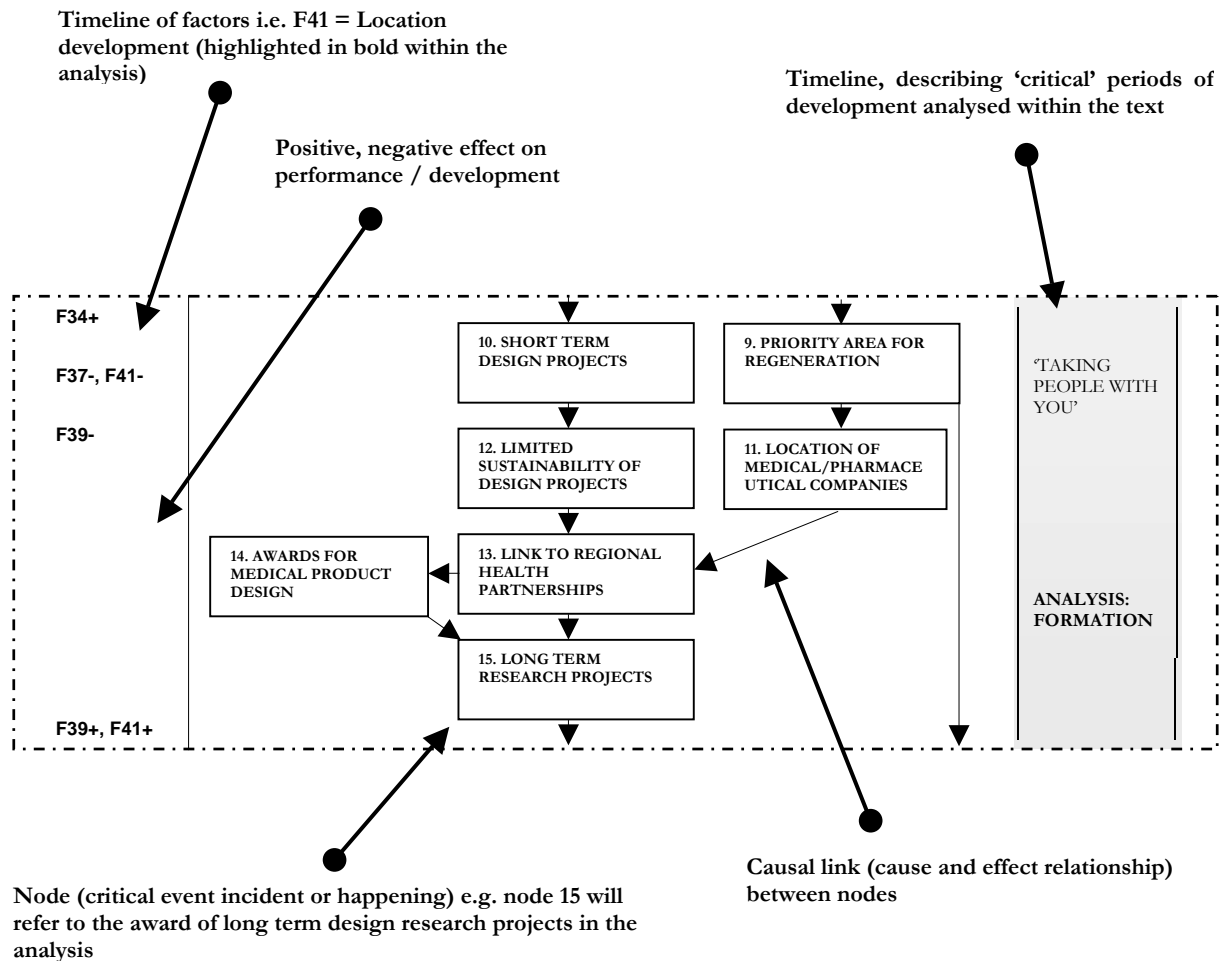 Timeline of factors i.e. F41 = Location
development (highlighted in bold within the
analysis)
Timeline, describing ‘critical’ periods of
development analysed within the text
Positive, negative effect on
performance / development
F34+
F37-, F41-
F39-
F39+, F41+
10. SHORT TERM
DESIGN PROJECTS
9. PRIORITY AREA FOR
REGENERATION
12. LIMITED
SUSTAINABILITY OF
DESIGN PROJECTS
11. LOCATION OF
MEDICAL/PHARMACE
UTICAL COMPANIES
14. AWARDS FOR
MEDICAL PRODUCT
DESIGN
13. LINK TO REGIONAL
HEALTH
PARTNERSHIPS
15. LONG TERM
RESEARCH PROJECTS
‘TAKING
PEOPLE WITH
YOU’
ANALYSIS:
FORMATION
Node (critical event incident or happening) e.g. node 15 will
refer to the award of long term design research projects in the
analysis
Causal link (cause and effect relationship)
between nodes